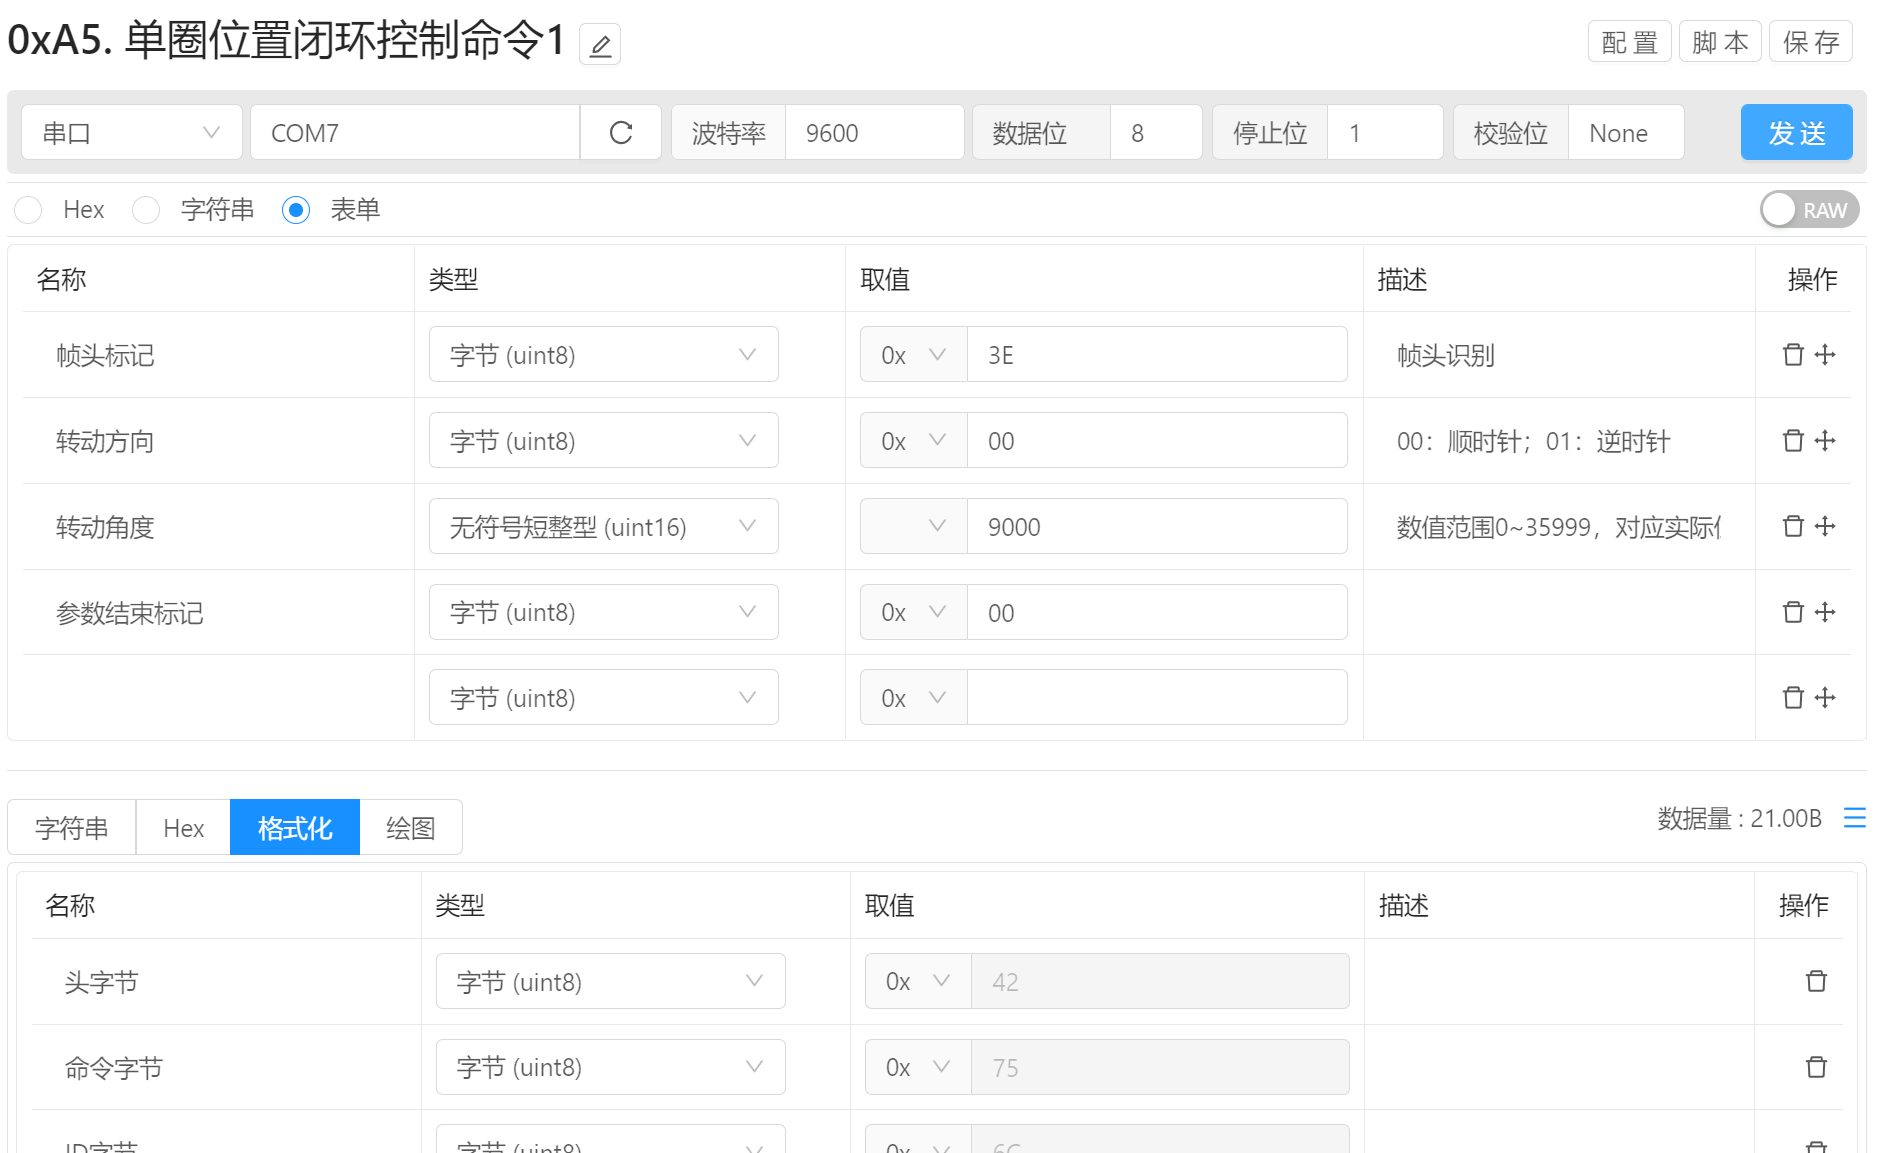 0xA5. 单圈位置闭环控制命令1
配 置 脚 本 保 存
串口 COM7 波特率 9600 数据位 8 停止位 1 校验位 None 发 送
Hex 字符串 表单 RAW
名称 类型 取值 描述 操作
帧头标记 字节 (uint8) 0x 3E 帧头识别
转动方向 字节 (uint8) 0x 00 00：顺时针；01：逆时针
转动角度 无符号短整型 (uint16) 9000 数值范围0~35999，对应实际
参数结束标记 字节 (uint8) 0x 00
字节 (uint8) 0x
字符串 Hex 格式化 绘图 数据量 : 21.00B
名称 类型 取值 描述 操作
头字节 字节 (uint8) 0x 42
命令字节 字节 (uint8) 0x 75
ID字节 字节 (uint8) 0x